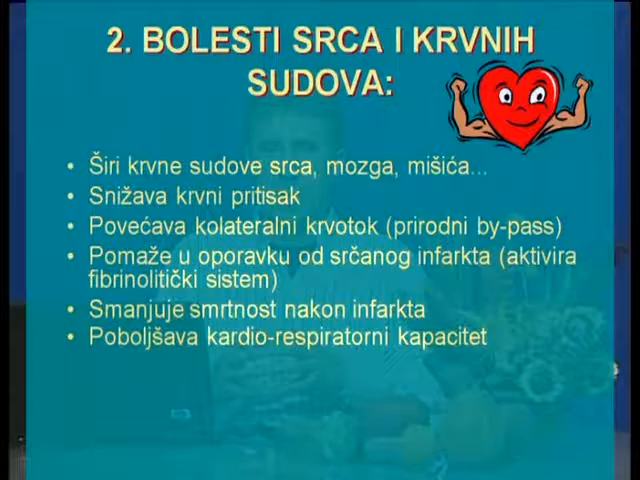 2. BOLESTI SRCA I KRVNIH
SUDOVA:
• Širi krvne sudove srca, mozga, mišića...
• Snižava krvni pritisak
• Povećava kolateralni krvotok (prirodni by-pass)
• Pomaže u oporavku od srčanog infarkta (aktivira
fibrinolitički sistem)
• Smanjuje smrtnost nakon infarkta
• Poboljšava kardio-respiratorni kapacitet